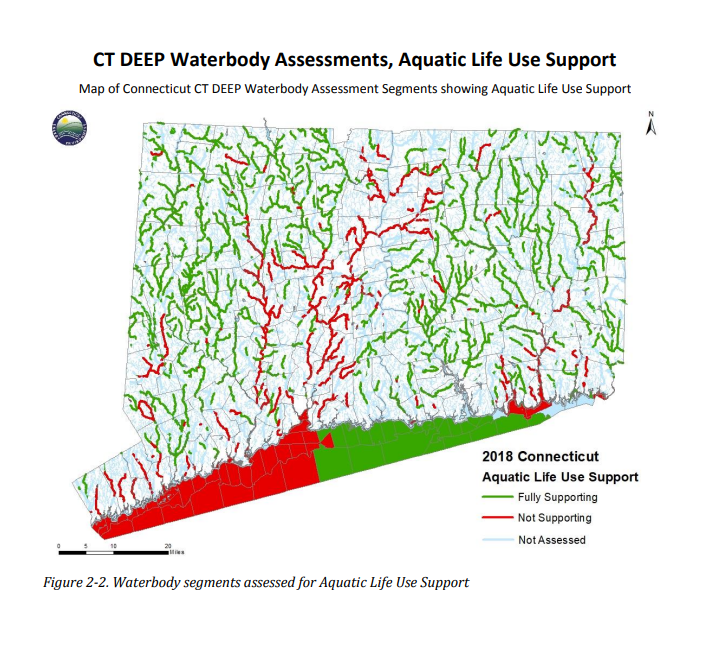 CT DEEP Waterbody Assessments, Aquatic Life Use Support
Map of Connecticut CT DEEP Waterbody Assessment Segments showing Aquatic Life Use Support
N
2018 Connecticut
Aquatic Life Use Support
Fully Supporting
Not Supporting
Not Assessed
0 5 10 20
Miles
Figure 2-2. Waterbody segments assessed for Aquatic Life Use Support